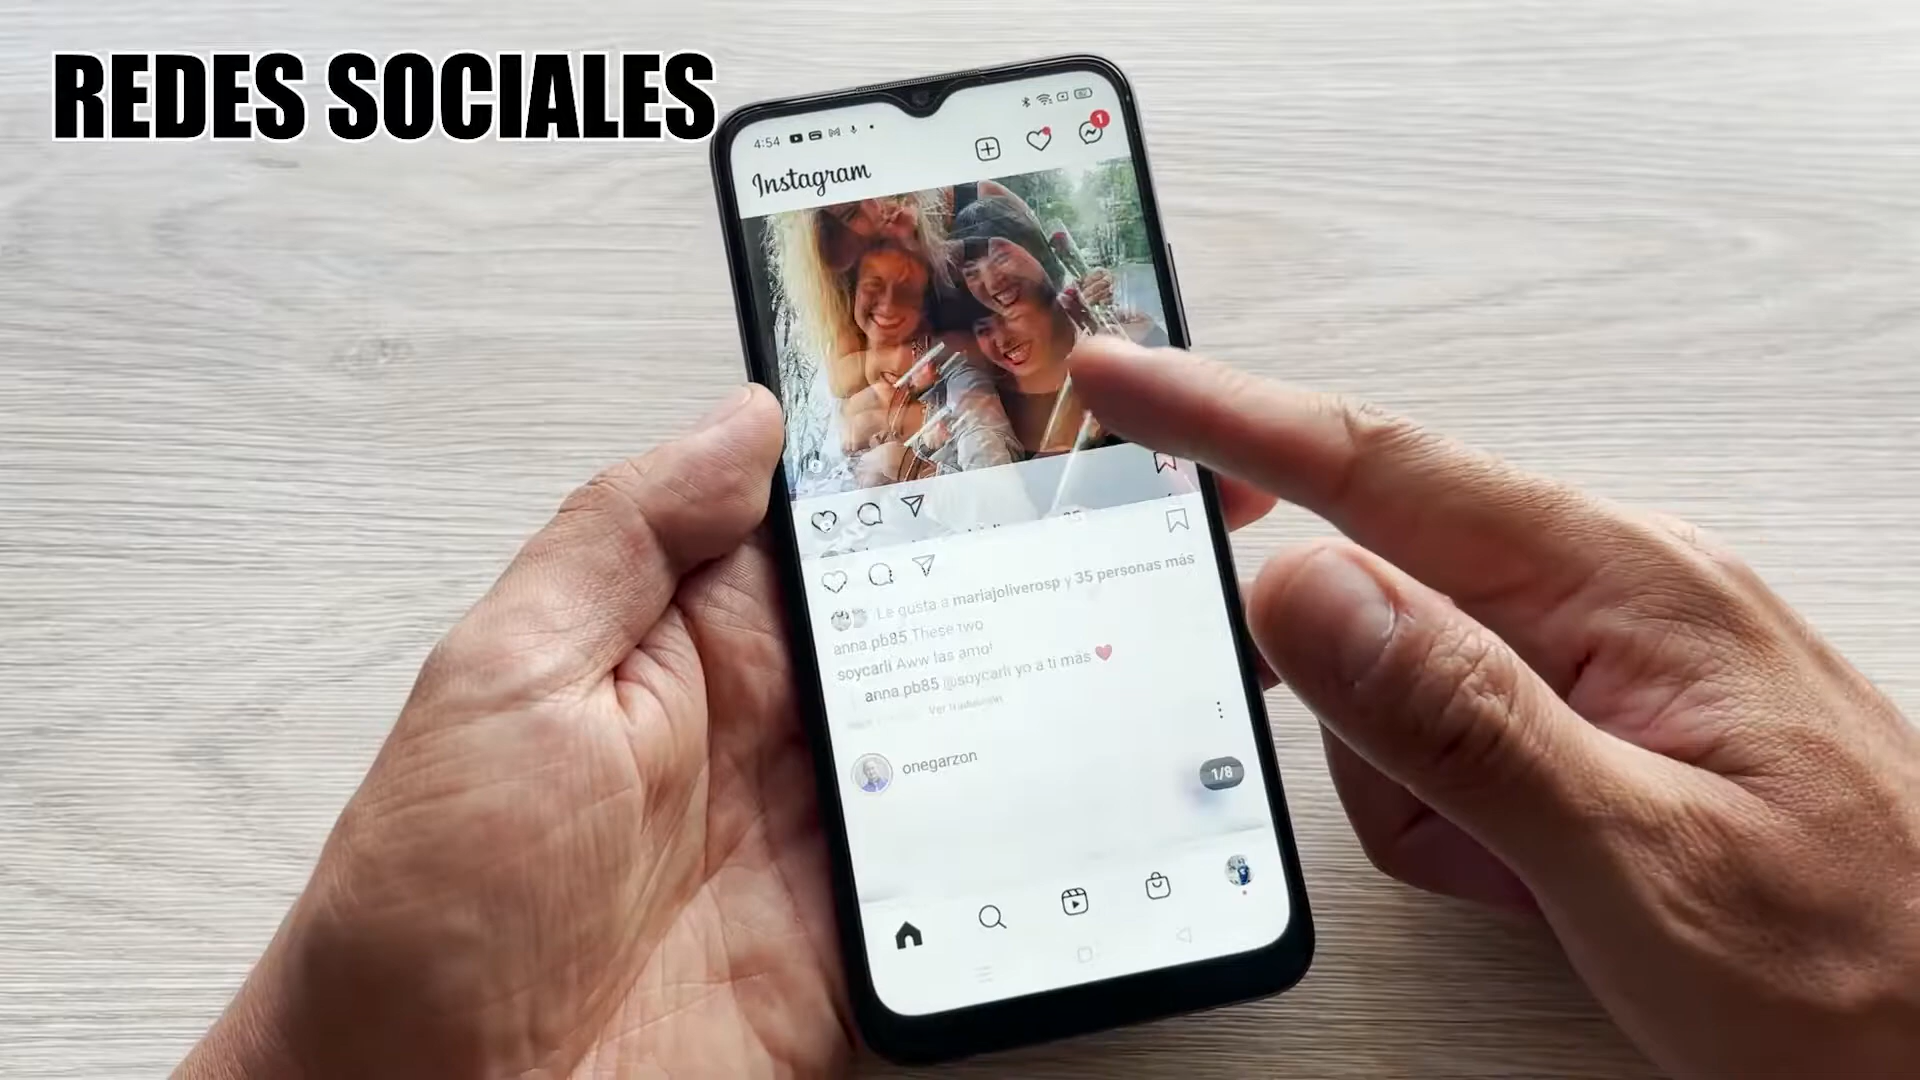 REDES SOCIALES
4:54
1
Instagram
Le gusta a mariajoliverosp y 35 personas más
anna.pb85 These two
soycarli Aww las amo!
anna.pb85 @soycarli yo a ti más
Ver traducción
onegarzon
1/8